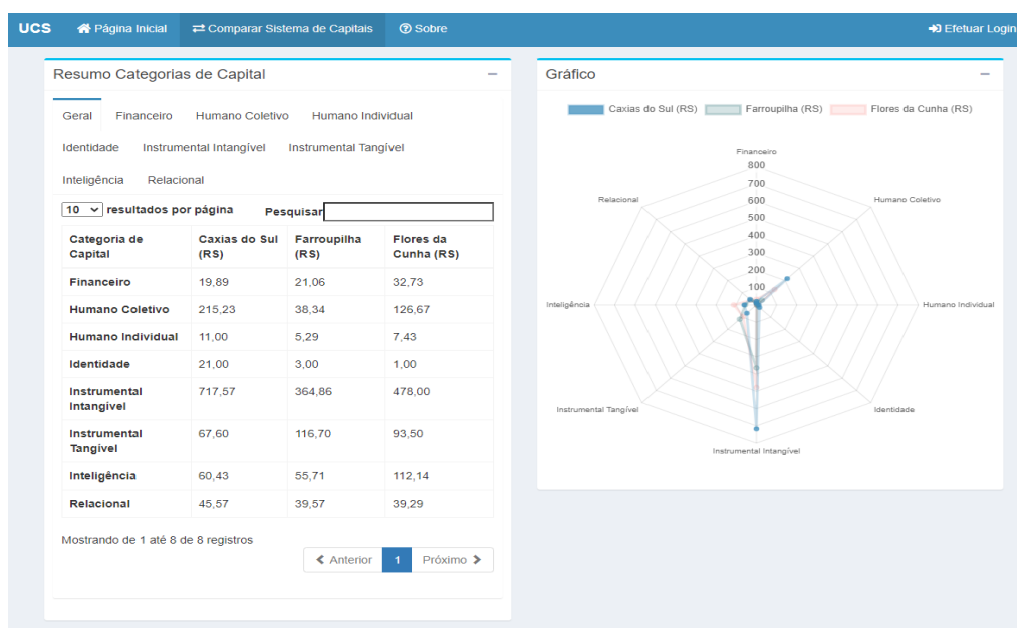 UCS Página Inicial Comparar Sistema de Capitais Sobre Efetuar Login
Resumo Categorias de Capital
Geral Financeiro Humano Coletivo Humano Individual
Identidade Instrumental Intangível Instrumental Tangível
Inteligência Relacional
10 resultados por página Pesquisar
Categoria de Capital Caxias do Sul (RS) Farroupilha (RS) Flores da Cunha (RS)
Financeiro 19,89 21,06 32,73
Humano Coletivo 215,23 38,34 126,67
Humano Individual 11,00 5,29 7,43
Identidade 21,00 3,00 1,00
Instrumental Intangível 717,57 364,86 478,00
Instrumental Tangível 67,60 116,70 93,50
Inteligência 60,43 55,71 112,14
Relacional 45,57 39,57 39,29
Mostrando de 1 até 8 de 8 registros
Anterior 1 Próximo
Gráfico
Caxias do Sul (RS) Farroupilha (RS) Flores da Cunha (RS)
Financeiro
800
700
600
500
400
300
200
100
Relacional
Humano Coletivo
Inteligência
Humano Individual
Instrumental Tangível
Identidade
Instrumental Intangível